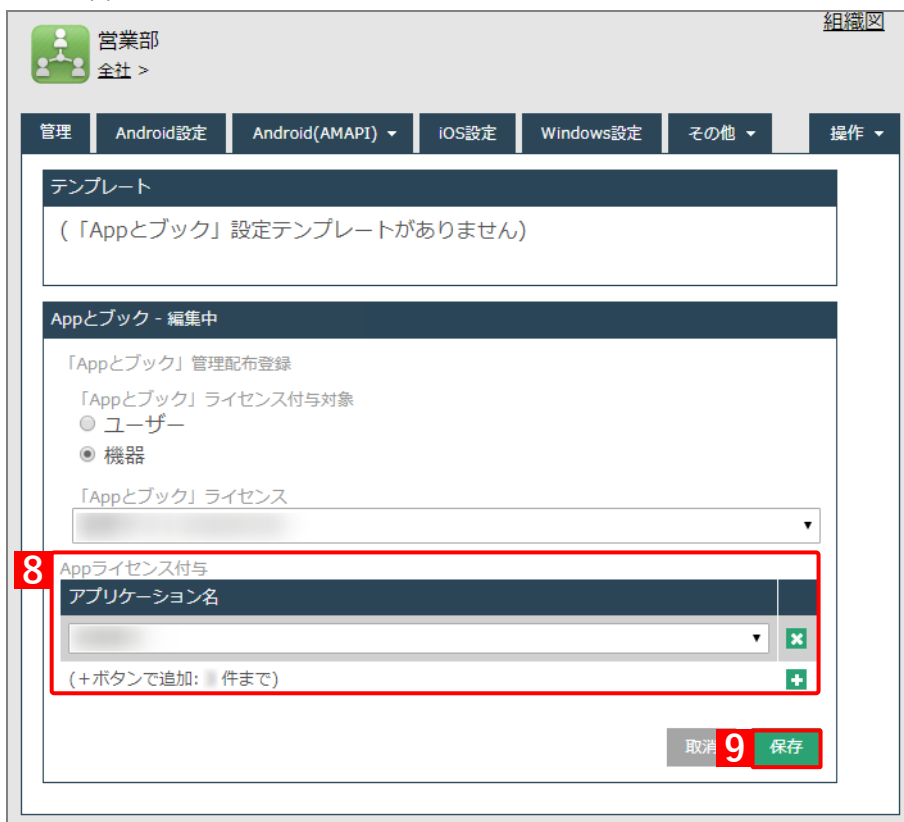 組織図
営業部
全社 >
管理 Android設定 Android(AMAPI) iOS設定 Windows設定 その他 操作
テンプレート
(「Appとブック」設定テンプレートがありません)
Appとブック - 編集中
「Appとブック」管理配布登録
「Appとブック」ライセンス付与対象
ユーザー
機器
「Appとブック」ライセンス
8
Appライセンス付与
アプリケーション名
(+ボタンで追加: 件まで)
取消 9 保存